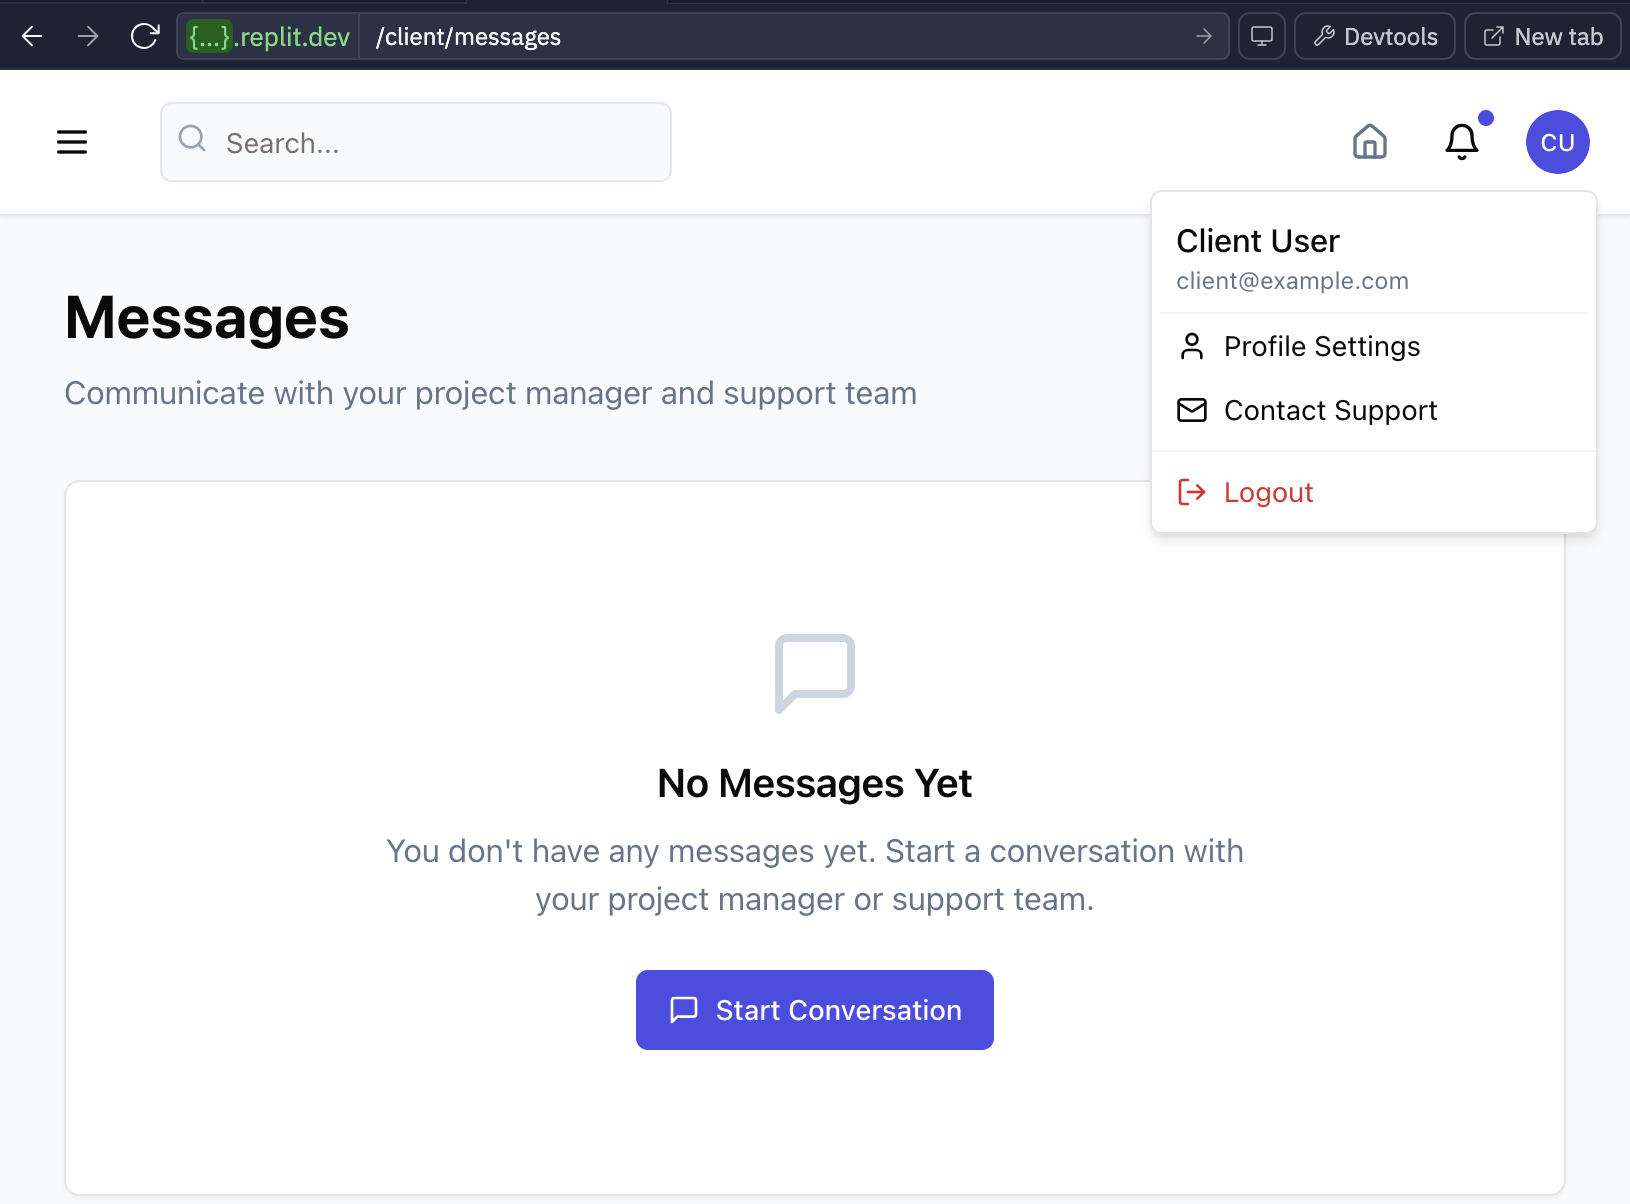 {...}.replit.dev /client/messages Devtools New tab
Search... CU
Client User
client@example.com
Profile Settings
Contact Support
Logout
Messages
Communicate with your project manager and support team
No Messages Yet
You don't have any messages yet. Start a conversation with
your project manager or support team.
Start Conversation